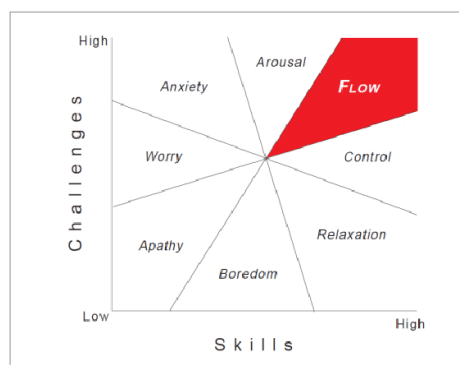 High
Arousal
Anxiety
FLOW
Challenges
Worry
Control
Apathy
Relaxation
Boredom
Low
High
Skills